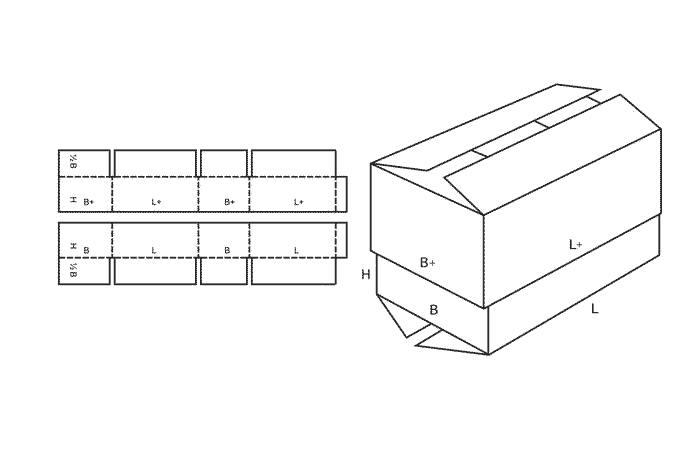 ½B
H B+ L+ B+ L+
H B L B L
½B
B+ L+
H
B L